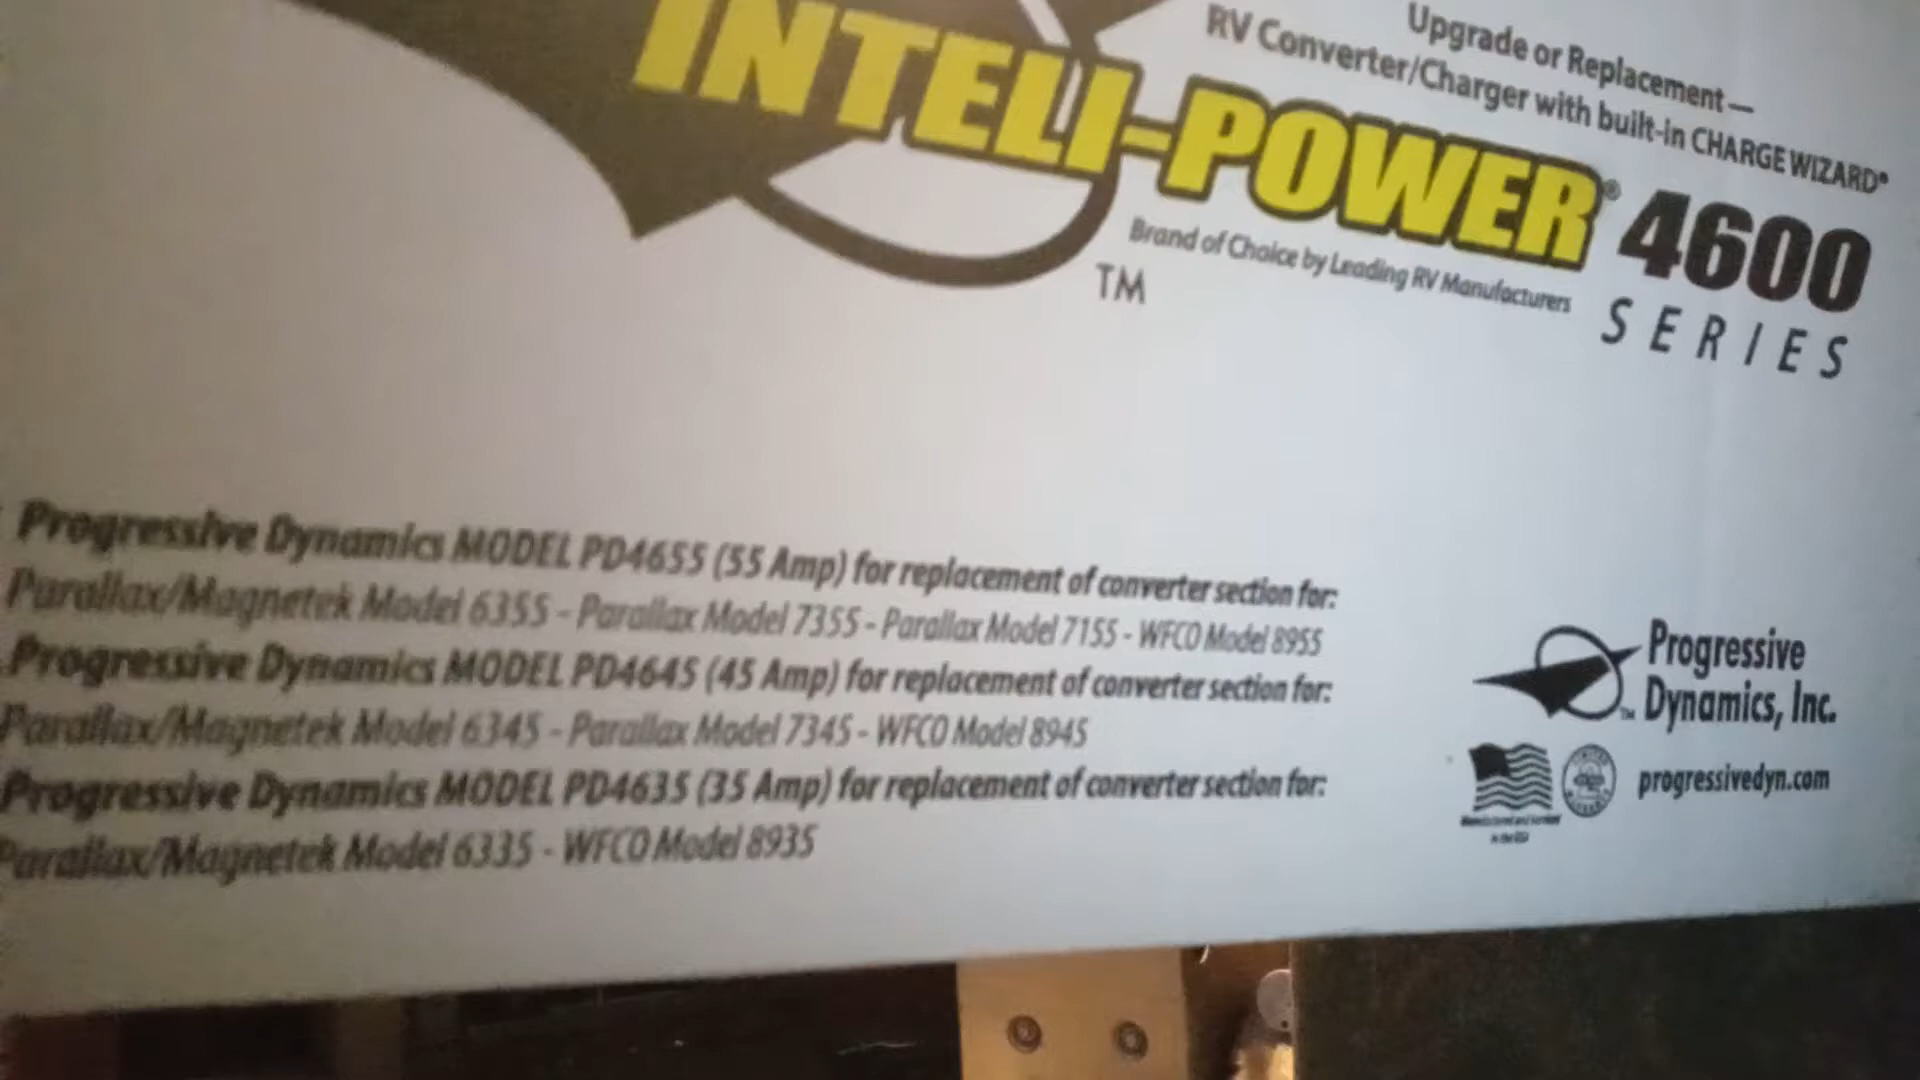 Upgrade or Replacement—
RV Converter/Charger with built-in CHARGE WIZARD®
INTELI-POWER® 4600
SERIES
Brand of Choice by Leading RV Manufacturers
TM
Progressive Dynamics MODEL PD4655 (55 Amp) for replacement of converter section for:
Parallax/Magnetek Model 6355 - Parallax Model 7355 - Parallax Model 7155 - WFCO Model 8955
Progressive Dynamics MODEL PD4645 (45 Amp) for replacement of converter section for:
Parallax/Magnetek Model 6345 - Parallax Model 7345 - WFCO Model 8945
Progressive Dynamics MODEL PD4635 (35 Amp) for replacement of converter section for:
Parallax/Magnetek Model 6335 - WFCO Model 8935
Progressive
Dynamics, Inc.
TM
progressivedyn.com
in the USA